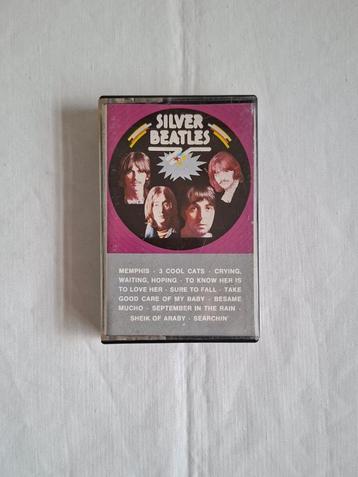 SILVER
BEATLES
MEMPHIS - 3 COOL CATS - CRYING,
WAITING, HOPING - TO KNOW HER IS
TO LOVE HER - SURE TO FALL - TAKE
GOOD CARE OF MY BABY - BESAME
MUCHO - SEPTEMBER IN THE RAIN -
SHEIK OF ARABY - SEARCHIN'